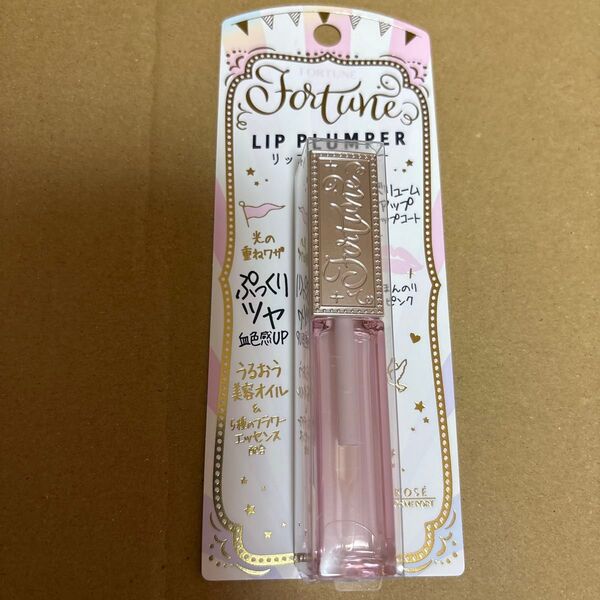 FORTUNE
Fortune
LIP PLUMPER
リップ
Fortune
リューム
アップ
ップコート
光の
重ねワザ
ぷっくり
ツャ
血色感UP
んのり
ピンク
うるおう
美容オイル
&
5種のフラワー
エッセンス
配合
ROSÉ